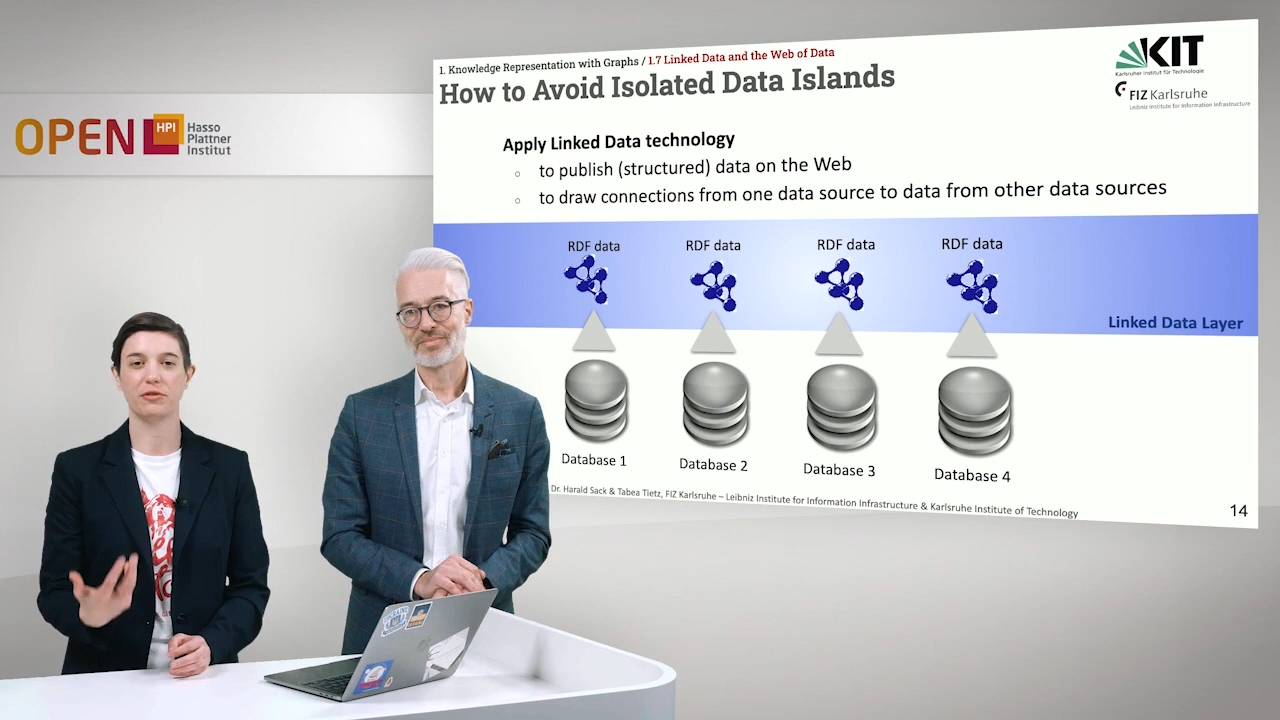 1. Knowledge Representation with Graphs / 1.7 Linked Data and the Web of Data
How to Avoid Isolated Data Islands
KIT
Karlsruher Institut für Technologie
FIZ Karlsruhe
Leibniz Institute for Information Infrastructure
OPEN HPI Hasso
Plattner
Institut
Apply Linked Data technology
○ to publish (structured) data on the Web
○ to draw connections from one data source to data from other data sources
RDF data RDF data RDF data RDF data
Linked Data Layer
Database 1 Database 2 Database 3 Database 4
Dr. Harald Sack & Tabea Tietz, FIZ Karlsruhe – Leibniz Institute for Information Infrastructure & Karlsruhe Institute of Technology
14